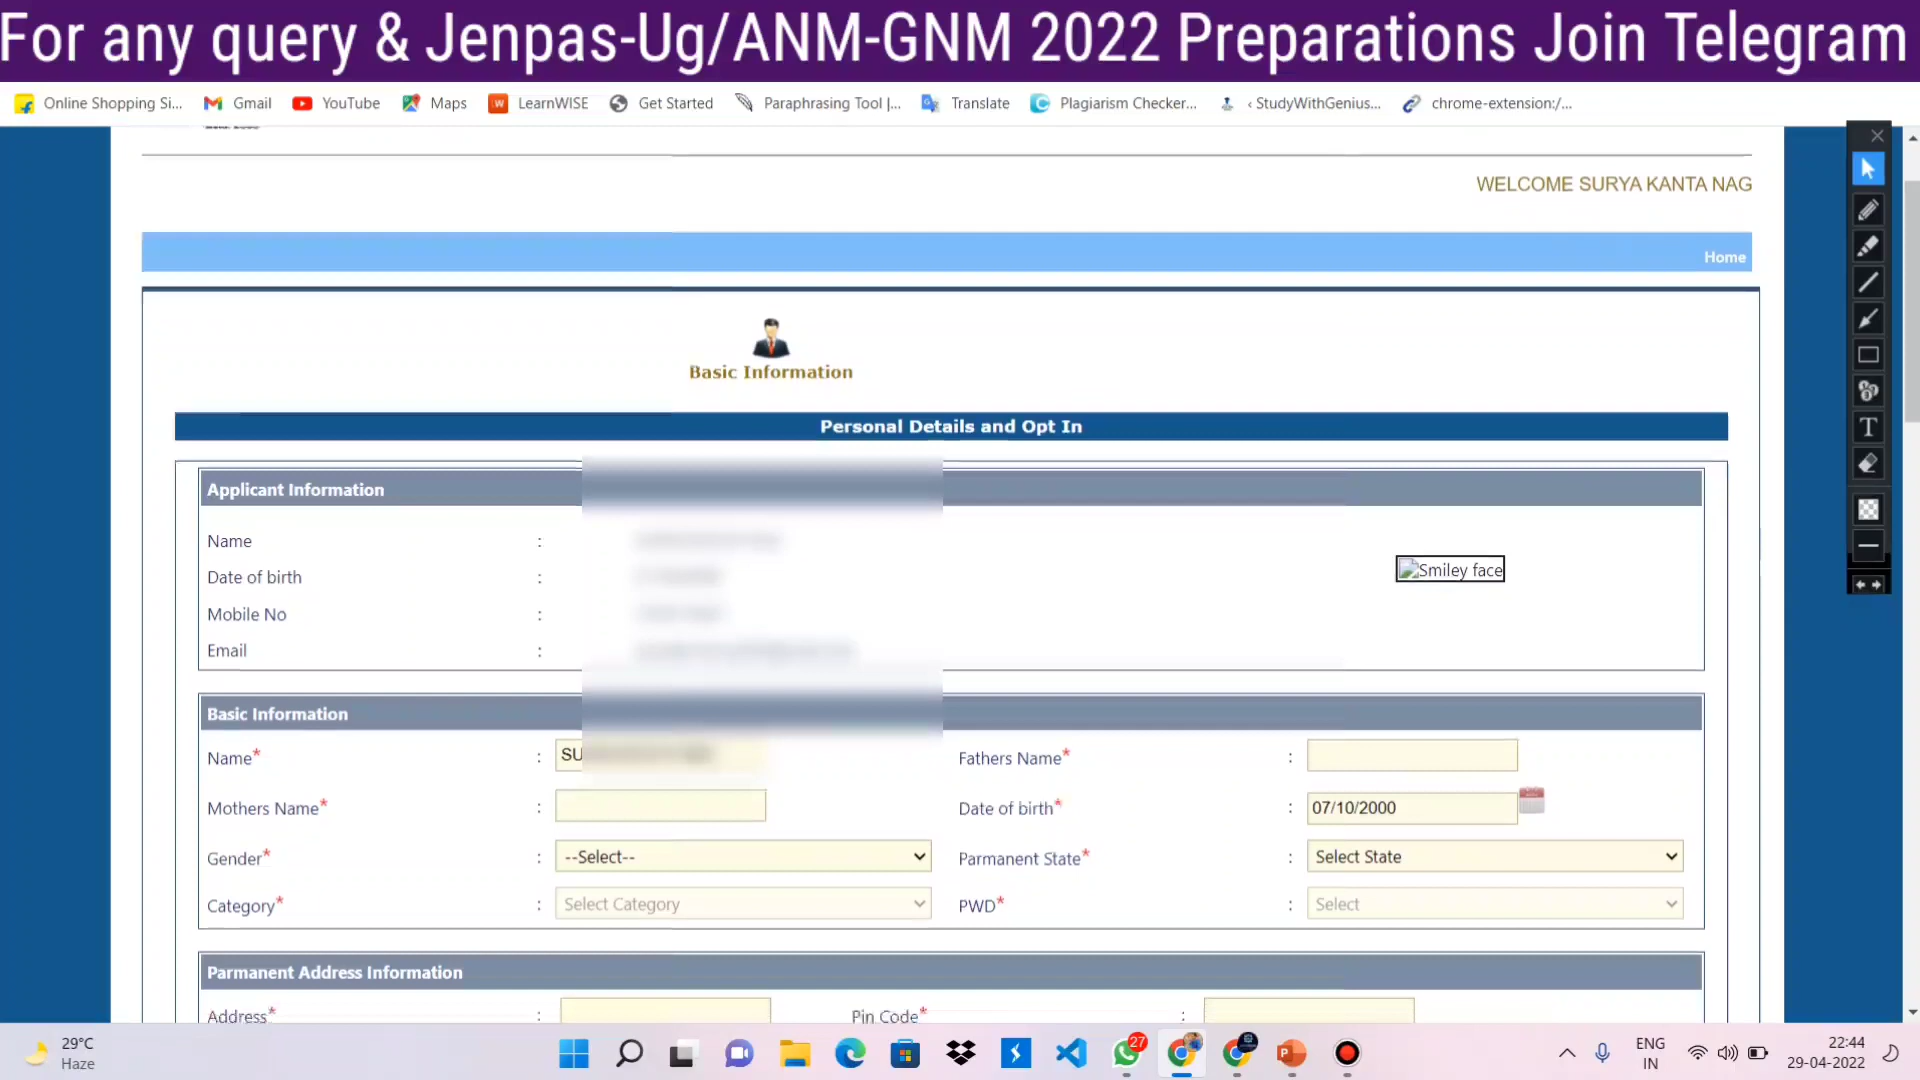 For any query & Jenpas-Ug/ANM-GNM 2022 Preparations Join Telegram
Online Shopping Si... Gmail YouTube Maps LearnWISE Get Started Paraphrasing Tool |... Translate Plagiarism Checker... ‹ StudyWithGenius... chrome-extension:/...
WELCOME SURYA KANTA NAG
Home
Basic Information
Personal Details and Opt In
Applicant Information
Name :
Date of birth :
Smiley face
Mobile No :
Email :
Basic Information
Name* : SU Fathers Name* :
Mothers Name* : Date of birth* : 07/10/2000
Gender* : --Select-- Parmanent State* : Select State
Category* : Select Category PWD* : Select
Parmanent Address Information
Address* : Pin Code* :
29°C
Haze
27
ENG
IN
22:44
29-04-2022